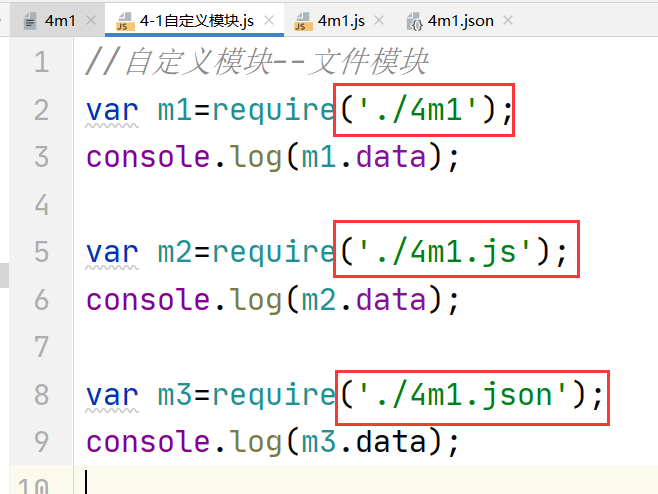 4m1 4-1自定义模块.js 4m1.js 4m1.json
1 //自定义模块--文件模块
2 var m1=require('./4m1');
3 console.log(m1.data);
4
5 var m2=require('./4m1.js');
6 console.log(m2.data);
7
8 var m3=require('./4m1.json');
9 console.log(m3.data);
10